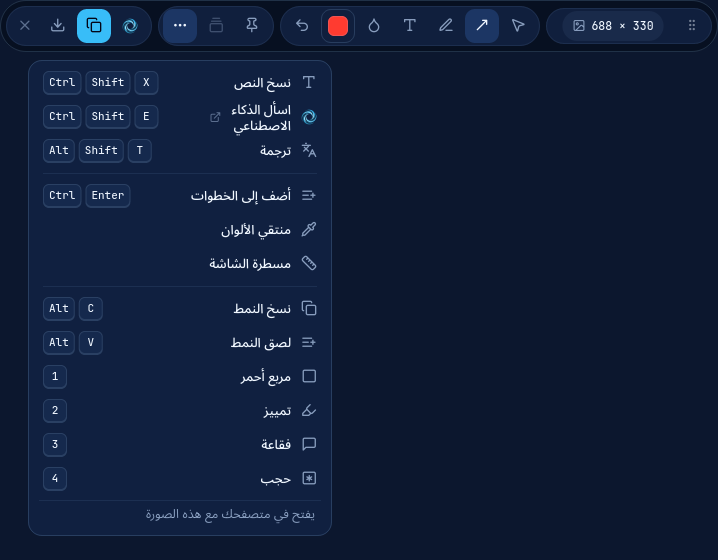 688 × 330
نسخ النص
Ctrl Shift X
اسأل الذكاء
الاصطناعي
Ctrl Shift E
ترجمة
Alt Shift T
أضف إلى الخطوات
Ctrl Enter
منتقي الألوان
مسطرة الشاشة
نسخ النمط
Alt C
لصق النمط
Alt V
مربع أحمر
1
تمييز
2
فقاعة
3
حجب
4
يفتح في متصفحك مع هذه الصورة